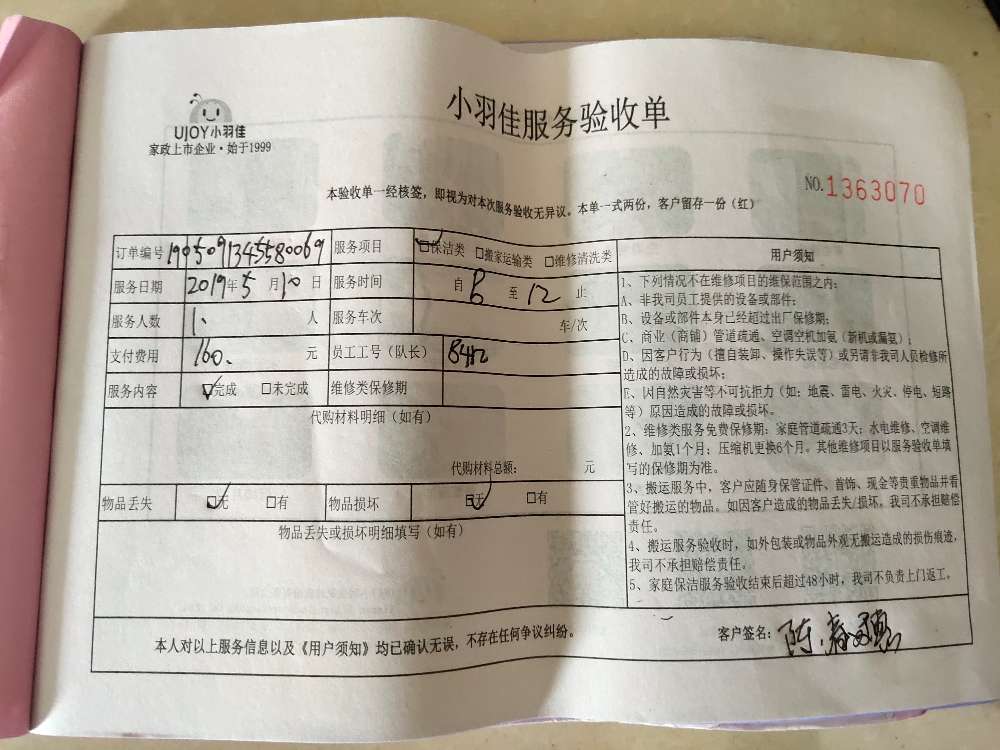 UJOY小羽佳
家政上市企业·始于1999
小羽佳服务验收单
NO.1363070
本验收单一经核签，即视为对本次服务验收无异议。本单一式两份，客户留存一份（红）
订单编号 1905091345580069 服务项目 □保洁类 □搬家运输类 □维修清洗类
服务日期 2019年5月10日 服务时间 自 8 至 12 止
服务人数 1. 人 服务车次 车/次
支付费用 160. 元 员工工号（队长）
服务内容 □完成 □未完成 维修类保修期
代购材料明细（如有）
代购材料总额： 元
物品丢失 □无 □有 物品损坏 □无 □有
物品丢失或损坏明细填写（如有）
用户须知
1、下列情况不在维修项目的维保范围之内：
A、非我司员工提供的设备或部件；
B、设备或部件本身已经超过出厂保修期；
C、商业（商铺）管道疏通、空调空机加氨（新机或漏氨）；
D、因客户行为（擅自装卸、操作失误等）或另请非我司人员检修所
造成的故障或损坏；
E、因自然灾害等不可抗拒力（如：地震、雷电、火灾、停电、短路
等）原因造成的故障或损坏。
2、维修类服务免费保修期：家庭管道疏通3天；水电维修、空调维
修、加氨1个月；压缩机更换6个月。其他维修项目以服务验收单填
写的保修期为准。
3、搬运服务中，客户应随身保管证件、首饰、现金等贵重物品并看
管好搬运的物品。如因客户造成的物品丢失/损坏，我司不承担赔偿
责任。
4、搬运服务验收时，如外包装或物品外观无搬运造成的损伤痕迹，
我司不承担赔偿责任。
5、家庭保洁服务验收结束后超过48小时，我司不负责上门返工。
本人对以上服务信息以及《用户须知》均已确认无误，不存在任何争议纠纷。
客户签名：陈